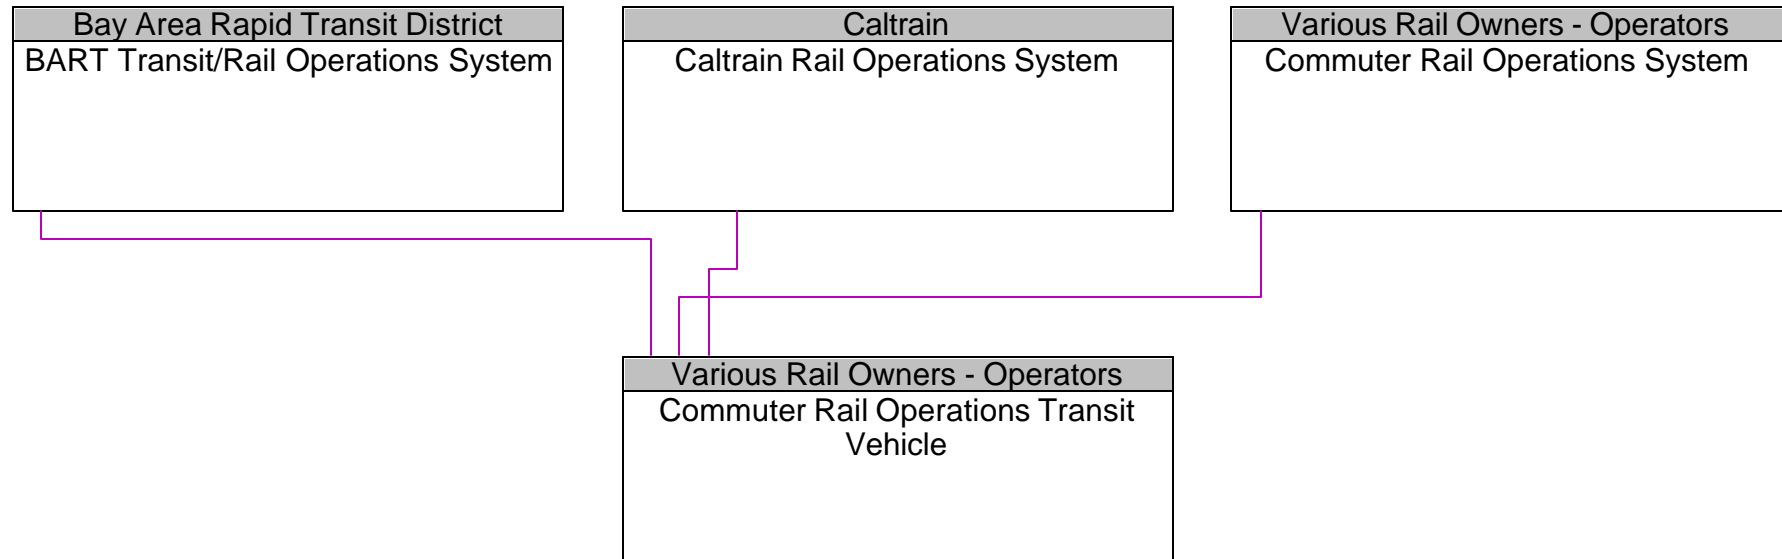 Bay Area Rapid Transit District
BART Transit/Rail Operations System
Caltrain
Caltrain Rail Operations System
Various Rail Owners - Operators
Commuter Rail Operations System
Various Rail Owners - Operators
Commuter Rail Operations Transit
Vehicle